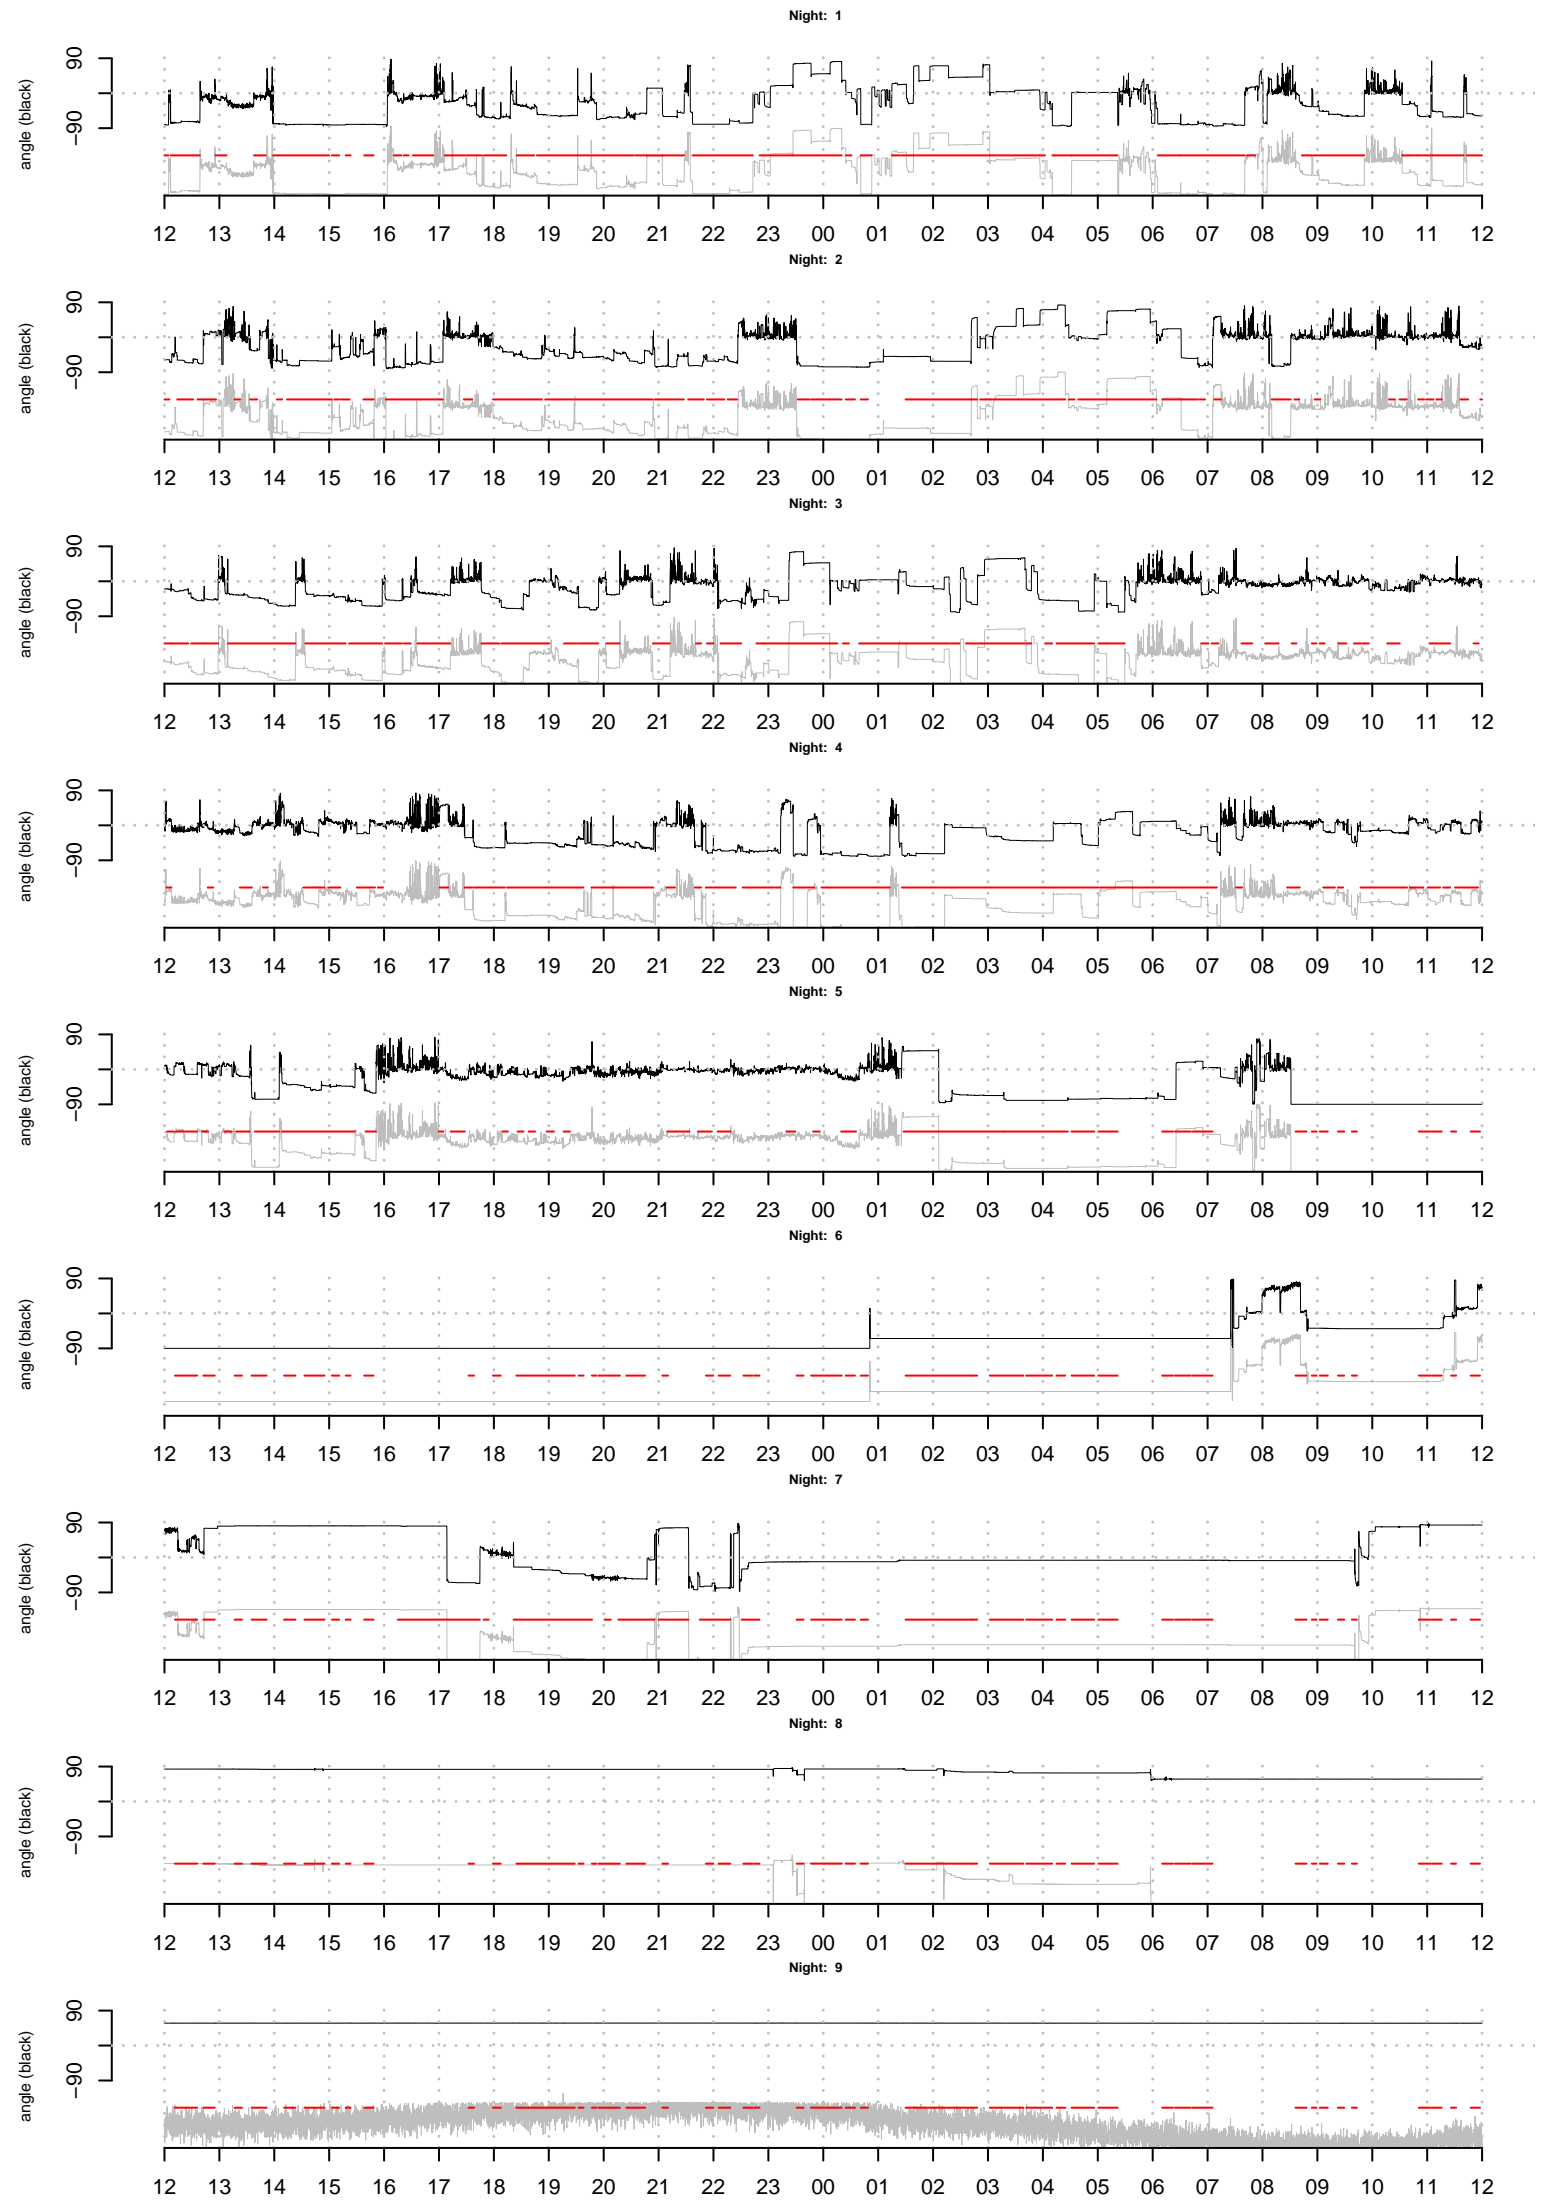 Night: 1
angle (black)
90
-90
12 13 14 15 16 17 18 19 20 21 22 23 00 01 02 03 04 05 06 07 08 09 10 11 12
Night: 2
angle (black)
90
-90
12 13 14 15 16 17 18 19 20 21 22 23 00 01 02 03 04 05 06 07 08 09 10 11 12
Night: 3
angle (black)
90
-90
12 13 14 15 16 17 18 19 20 21 22 23 00 01 02 03 04 05 06 07 08 09 10 11 12
Night: 4
angle (black)
90
-90
12 13 14 15 16 17 18 19 20 21 22 23 00 01 02 03 04 05 06 07 08 09 10 11 12
Night: 5
angle (black)
90
-90
12 13 14 15 16 17 18 19 20 21 22 23 00 01 02 03 04 05 06 07 08 09 10 11 12
Night: 6
angle (black)
90
-90
12 13 14 15 16 17 18 19 20 21 22 23 00 01 02 03 04 05 06 07 08 09 10 11 12
Night: 7
angle (black)
90
-90
12 13 14 15 16 17 18 19 20 21 22 23 00 01 02 03 04 05 06 07 08 09 10 11 12
Night: 8
angle (black)
90
-90
12 13 14 15 16 17 18 19 20 21 22 23 00 01 02 03 04 05 06 07 08 09 10 11 12
Night: 9
angle (black)
90
-90
12 13 14 15 16 17 18 19 20 21 22 23 00 01 02 03 04 05 06 07 08 09 10 11 12